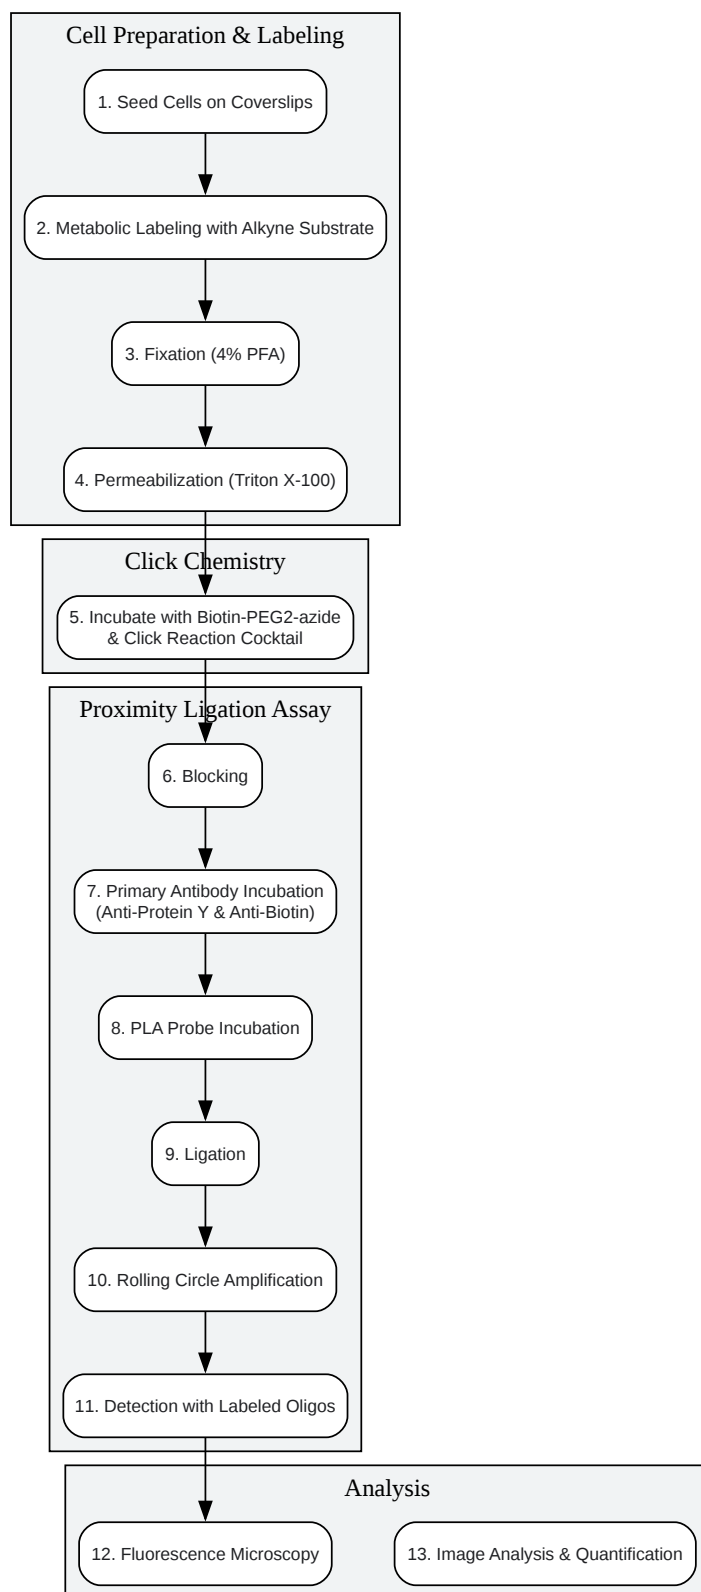 Cell Preparation & Labeling
1. Seed Cells on Coverslips
2. Metabolic Labeling with Alkyne Substrate
3. Fixation (4% PFA)
4. Permeabilization (Triton X-100)
Click Chemistry
5. Incubate with Biotin-PEG2-azide
& Click Reaction Cocktail
Proximity Ligation Assay
6. Blocking
7. Primary Antibody Incubation
(Anti-Protein Y & Anti-Biotin)
8. PLA Probe Incubation
9. Ligation
10. Rolling Circle Amplification
11. Detection with Labeled Oligos
Analysis
12. Fluorescence Microscopy
13. Image Analysis & Quantification